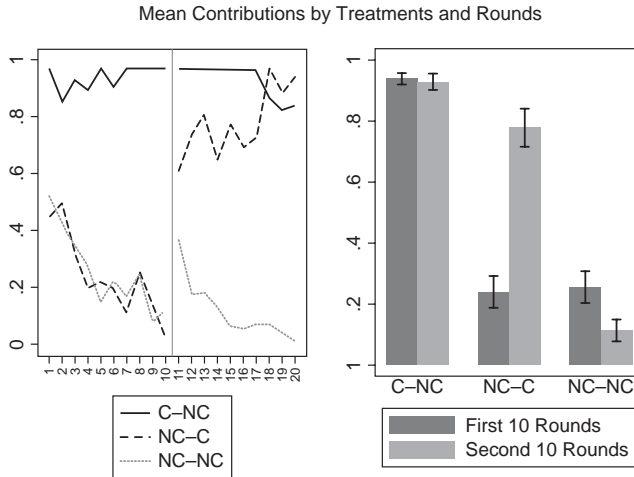 Mean Contributions by Treatments and Rounds
1
.8
.6
.4
.2
0
1 2 3 4 5 6 7 8 9 10 11 12 13 14 15 16 17 18 19 20
C–NC
NC–C
NC–NC
1
.8
.6
.4
.2
1
C–NC NC–C NC–NC
First 10 Rounds
Second 10 Rounds